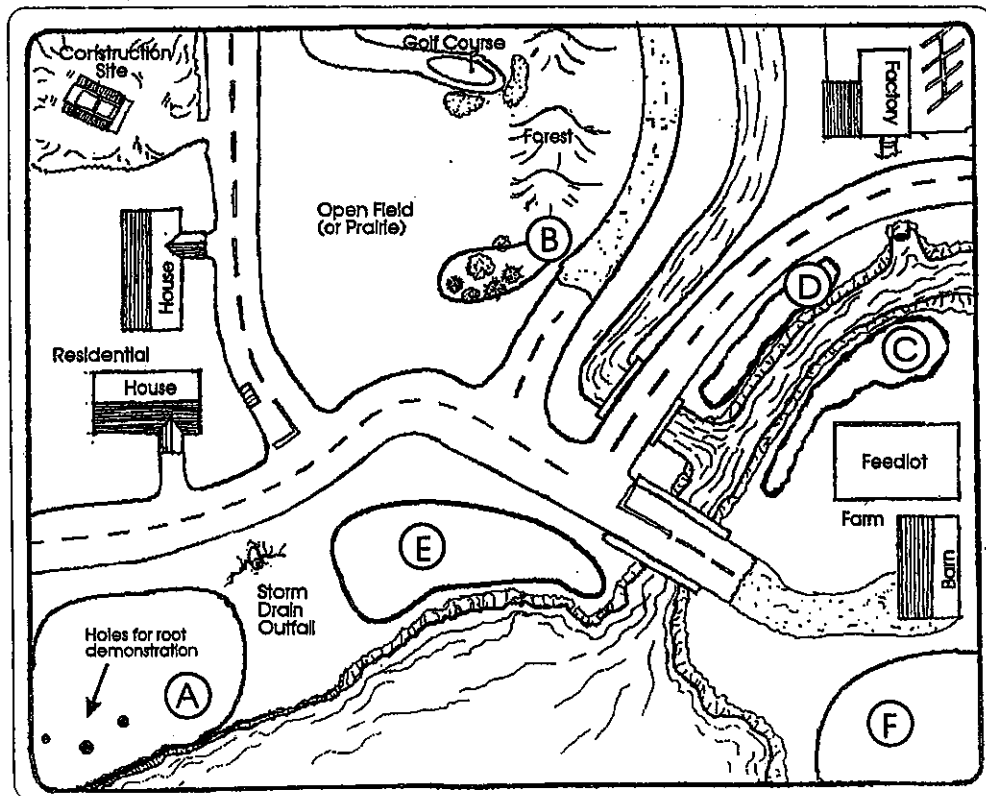 Construction
Site
Golf Course
Factory
Forest
Open Field
(or Prairie)
B
House
D
C
Residential
House
Feedlot
Farm
E
Barn
Storm
Drain
Outfall
Holes for root
demonstration
A
F